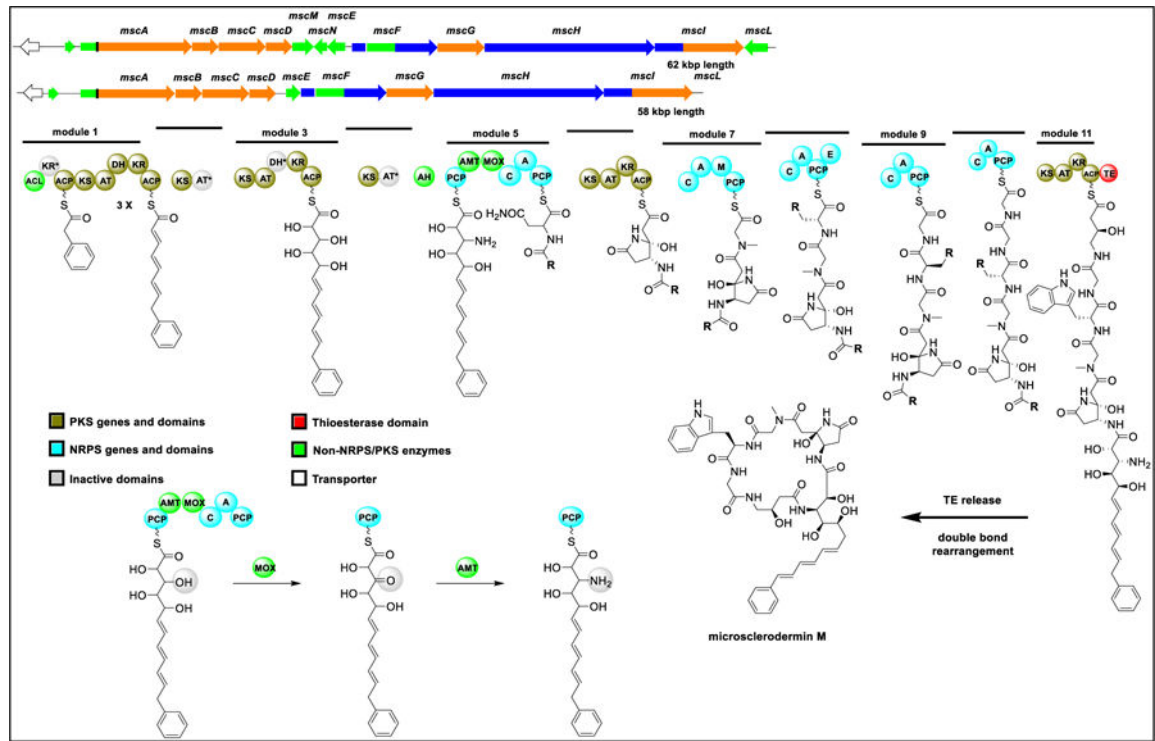 mscM mscE
mscA mscB mscC mscD mscN mscF mscG mscH mscI mscL
62 kbp length
mscA mscB mscC mscD mscE mscF mscG mscH mscI mscL
58 kbp length
module 1 module 3 module 5 module 7 module 9 module 11
ACL KR* ACP KS AT DH KR ACP
3 X
KS AT*
KS AT DH* KR ACP
KS AT*
AH
PCP AMT MOX C A PCP
KS AT KR ACP
C A M PCP
C A PCP E
C A PCP
C A PCP
KS AT KR ACP TE
PKS genes and domains
NRPS genes and domains
Inactive domains
Thioesterase domain
Non-NRPS/PKS enzymes
Transporter
PCP AMT MOX C A PCP
MOX
PCP
AMT
PCP
TE release
double bond
rearrangement
microsclerodermin M